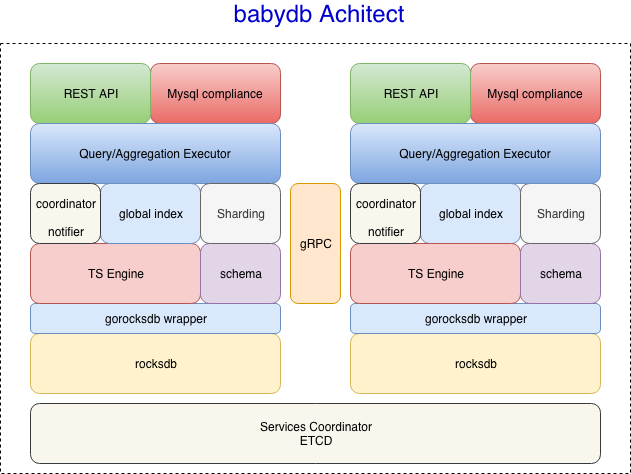 babydb Achitect
REST API
Mysql compliance
Query/Aggregation Executor
coordinator
notifier
global index
Sharding
TS Engine
schema
gorocksdb wrapper
rocksdb
gRPC
REST API
Mysql compliance
Query/Aggregation Executor
coordinator
notifier
global index
Sharding
TS Engine
schema
gorocksdb wrapper
rocksdb
Services Coordinator
ETCD